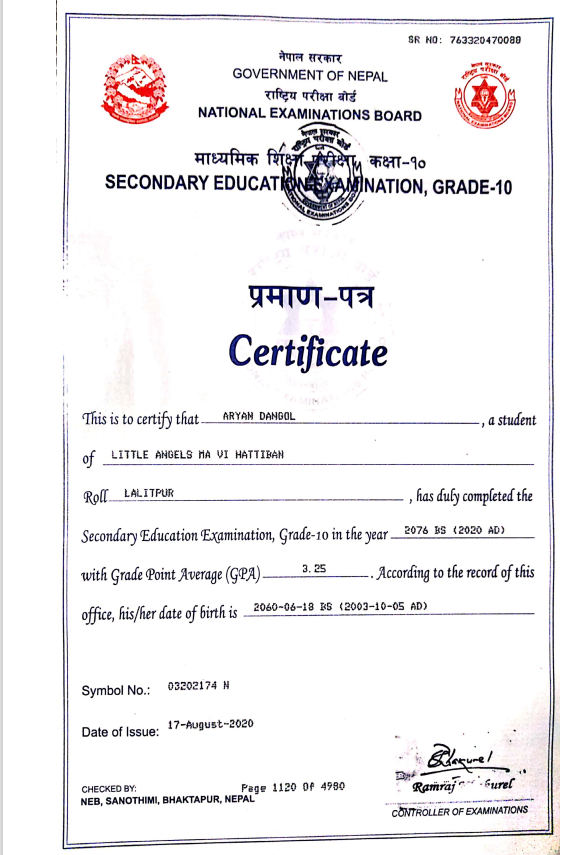 SR NO: 763320470088
नेपाल सरकार
GOVERNMENT OF NEPAL
राष्ट्रिय परीक्षा बोर्ड
NATIONAL EXAMINATIONS BOARD
माध्यमिक शिक्षा परीक्षा, कक्षा-१०
SECONDARY EDUCATION EXAMINATION, GRADE-10
प्रमाण-पत्र
Certificate
This is to certify that ARYAN DANGOL, a student
of LITTLE ANGELS MA VI HATTIBAN
Roll LALITPUR, has duly completed the
Secondary Education Examination, Grade-10 in the year 2076 BS (2020 AD)
with Grade Point Average (GPA) 3.25. According to the record of this
office, his/her date of birth is 2060-06-18 BS (2003-10-05 AD)
Symbol No.: 03202174 N
Date of Issue: 17-August-2020
CHECKED BY: Page 1120 Of 4980
NEB, SANOTHIMI, BHAKTAPUR, NEPAL
Ramraj
CONTROLLER OF EXAMINATIONS